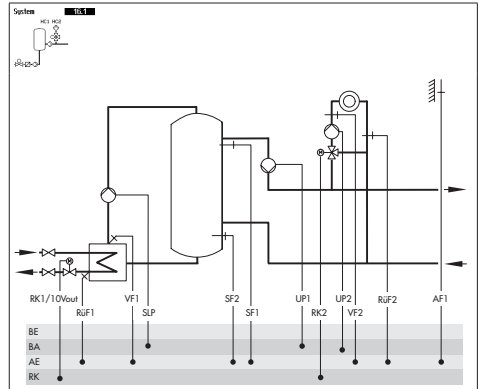 System 16.1
HC1 HC2
RK1/10Vout VF1 SF2 UP1 UP2 RüF2 AF1
RüF1 SLP SF1 RK2 VF2
BE
BA
AE
RK